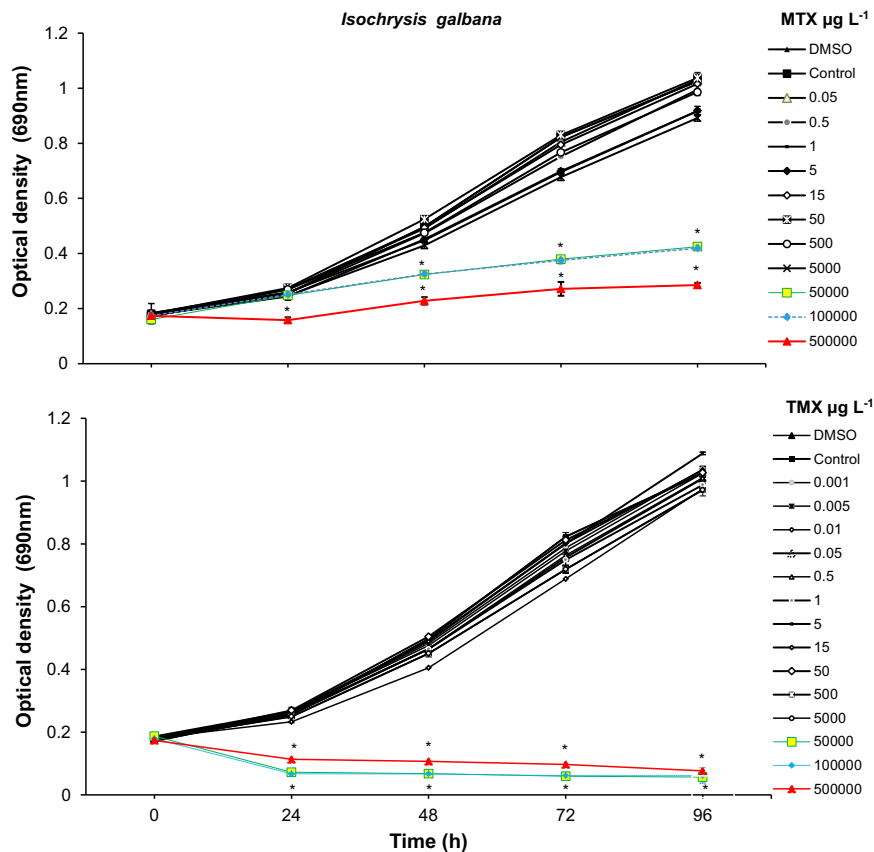 Isochrysis galbana
MTX µg L-1
Optical density (690nm)
1.2
1
0.8
0.6
0.4
0.2
0
* * * * * * *
DMSO
Control
0.05
0.5
1
5
15
50
500
5000
50000
100000
500000
TMX µg L-1
Optical density (690nm)
1.2
1
0.8
0.6
0.4
0.2
0
* * * *
* * * *
0 24 48 72 96
Time (h)
DMSO
Control
0.001
0.005
0.01
0.05
0.5
1
5
15
50
500
5000
50000
100000
500000